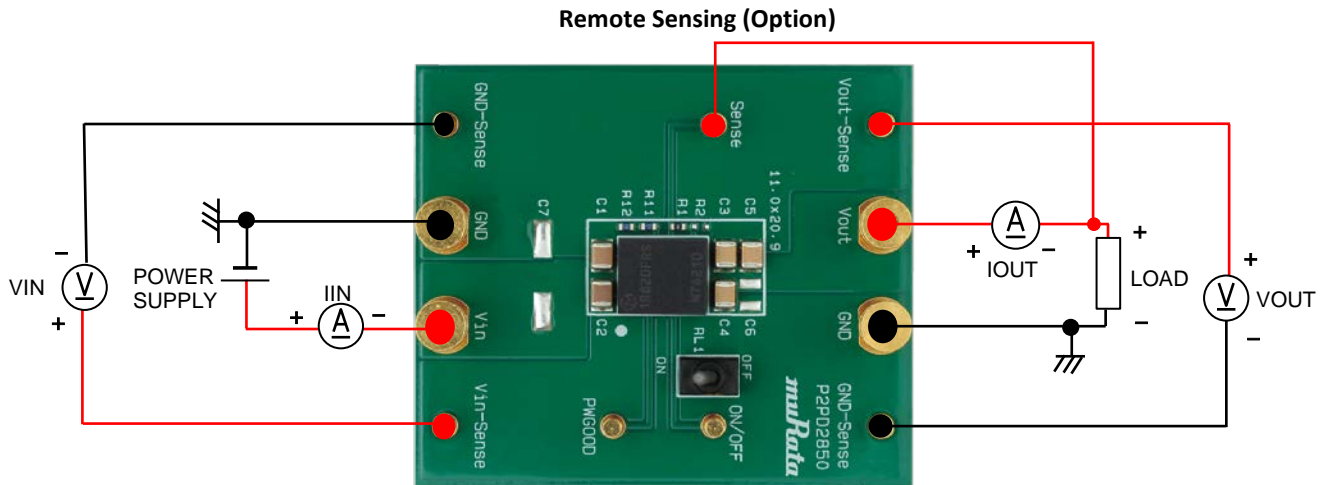 Remote Sensing (Option)
GND-Sense
Sense
Vout-Sense
11.0x20.9
GND
C7
C1
R12
R11
R1
R2
C3
C5
Vout
VIN
- +
V
POWER
SUPPLY
IIN
+ A -
Vin
C2
C4
C6
A
+ -
IOUT
+
LOAD
-
+
V
VOUT
-
GND
RL1
OFF
ON
Vin-Sense
PWGOOD
ON/OFF
muRata
P2PD2850
GND-Sense